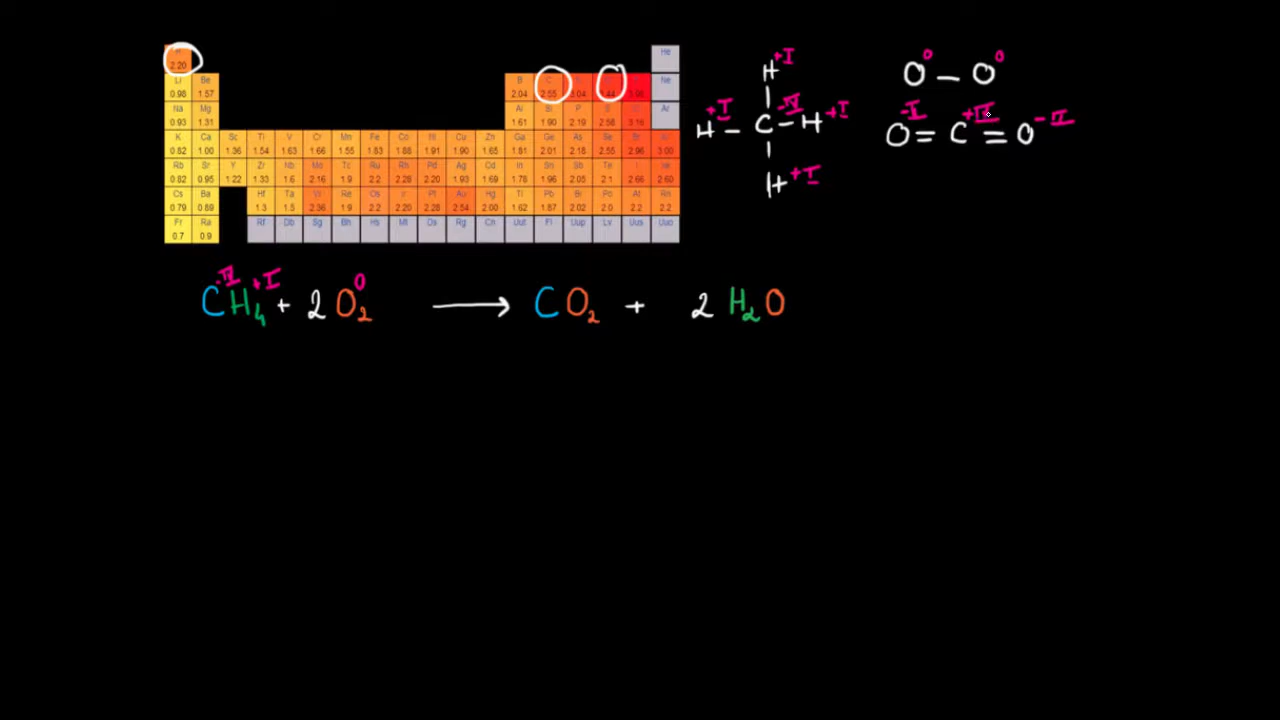 H He
2.20
Li Be B C Ne
0.98 1.57 2.04 2.55 3.04 3.44 3.98
Na Mg Al Si P S Ar
0.93 1.31 1.61 1.90 2.19 2.58 3.16
K Ca Sc Ti V Cr Mn Fe Co Ni Cu Zn Ga Ge As Se Br Kr
0.82 1.00 1.36 1.54 1.63 1.66 1.55 1.83 1.88 1.91 1.90 1.65 1.81 2.01 2.18 2.55 2.96 3.00
Rb Sr Y Zr Nb Mo Tc Ru Rh Pd Ag Cd In Sn Sb Te I Xe
0.82 0.95 1.22 1.33 1.6 2.16 1.9 2.2 2.28 2.20 1.93 1.69 1.78 1.96 2.05 2.1 2.66 2.60
Cs Ba Hf Ta W Re Os Ir Pt Au Hg Tl Pb Bi Po At Rn
0.79 0.89 1.3 1.5 2.36 1.9 2.2 2.20 2.28 2.54 2.00 1.62 1.87 2.02 2.0 2.2 2.2
Fr Ra Rf Db Sg Bh Hs Mt Ds Rg Cn Uut Fl Uup Lv Uus Uuo
0.7 0.9
+I
H
+I -IV +I
H – C – H
H +I
0 0
O – O
-I +IV -II
O = C = O
-IV +I 0
CH₄ + 2 O₂ → CO₂ + 2 H₂O